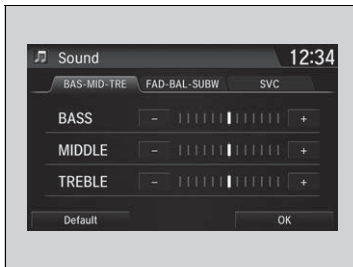 Sound 12:34
BAS-MID-TRE FAD-BAL-SUBW SVC
BASS - +
MIDDLE - +
TREBLE - +
Default OK